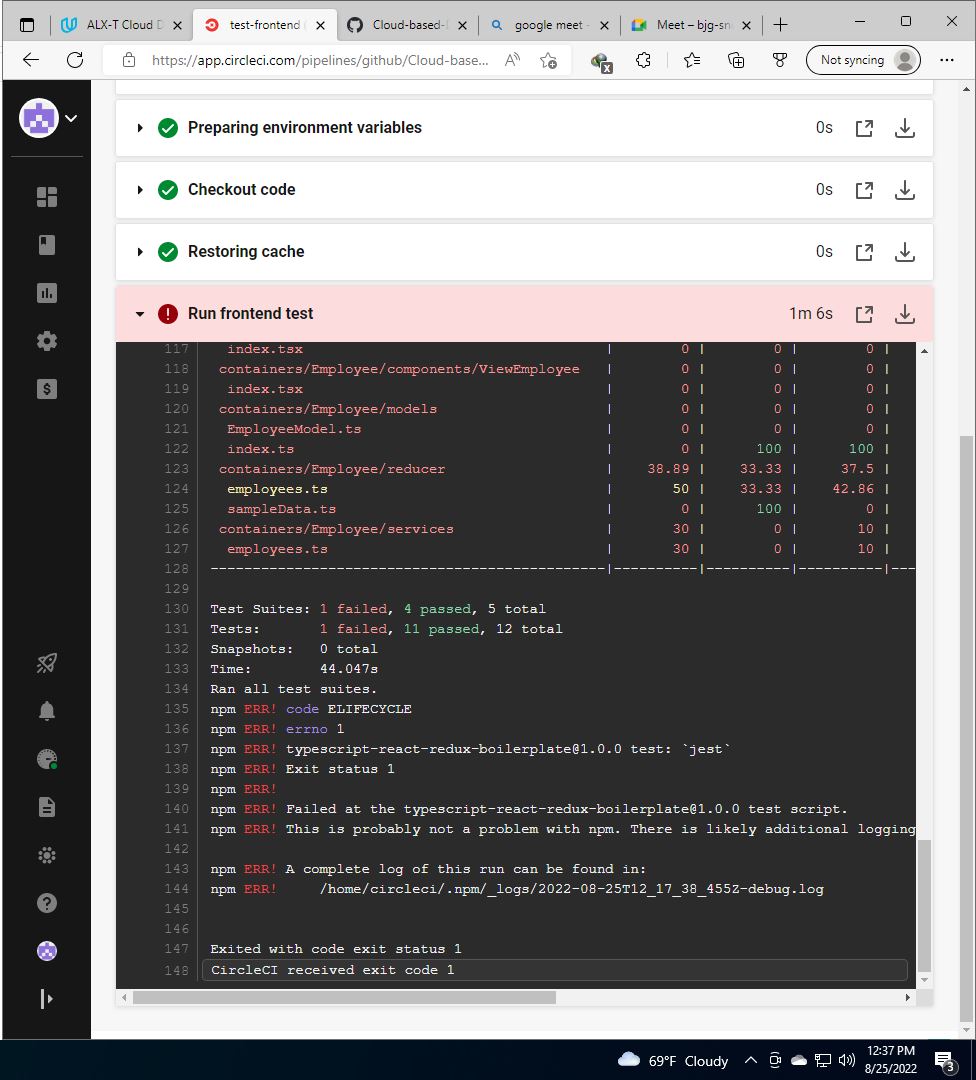 ALX-T Cloud D
test-frontend
Cloud-based-
google meet -
Meet – bjg-sn
https://app.circleci.com/pipelines/github/Cloud-base...
Not syncing
Preparing environment variables 0s
Checkout code 0s
Restoring cache 0s
Run frontend test 1m 6s
117 index.tsx | 0 | 0 | 0 |
118 containers/Employee/components/ViewEmployee | 0 | 0 | 0 |
119 index.tsx | 0 | 0 | 0 |
120 containers/Employee/models | 0 | 0 | 0 |
121 EmployeeModel.ts | 0 | 0 | 0 |
122 index.ts | 0 | 100 | 100 |
123 containers/Employee/reducer | 38.89 | 33.33 | 37.5 |
124 employees.ts | 50 | 33.33 | 42.86 |
125 sampleData.ts | 0 | 100 | 0 |
126 containers/Employee/services | 30 | 0 | 10 |
127 employees.ts | 30 | 0 | 10 |
128 -----------------------------------------------|----------|----------|----------|---
129
130 Test Suites: 1 failed, 4 passed, 5 total
131 Tests: 1 failed, 11 passed, 12 total
132 Snapshots: 0 total
133 Time: 44.047s
134 Ran all test suites.
135 npm ERR! code ELIFECYCLE
136 npm ERR! errno 1
137 npm ERR! typescript-react-redux-boilerplate@1.0.0 test: `jest`
138 npm ERR! Exit status 1
139 npm ERR!
140 npm ERR! Failed at the typescript-react-redux-boilerplate@1.0.0 test script.
141 npm ERR! This is probably not a problem with npm. There is likely additional logging
142
143 npm ERR! A complete log of this run can be found in:
144 npm ERR! /home/circleci/.npm/_logs/2022-08-25T12_17_38_455Z-debug.log
145
146
147 Exited with code exit status 1
148 CircleCI received exit code 1
69°F Cloudy
12:37 PM
8/25/2022
3